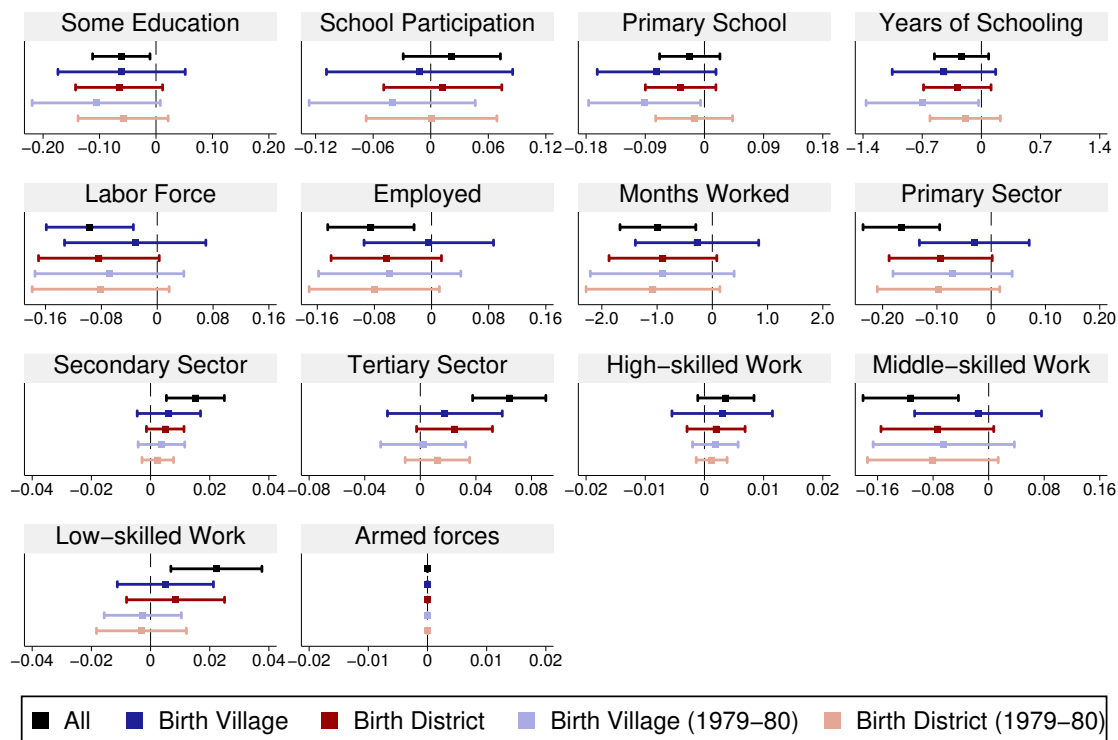 Some Education School Participation Primary School Years of Schooling
−0.20 −0.10 0 0.10 0.20 −0.12 −0.06 0 0.06 0.12 −0.18 −0.09 0 0.09 0.18 −1.4 −0.7 0 0.7 1.4
Labor Force Employed Months Worked Primary Sector
−0.16 −0.08 0 0.08 0.16 −0.16 −0.08 0 0.08 0.16 −2.0 −1.0 0 1.0 2.0 −0.20 −0.10 0 0.10 0.20
Secondary Sector Tertiary Sector High−skilled Work Middle−skilled Work
−0.04 −0.02 0 0.02 0.04 −0.08 −0.04 0 0.04 0.08 −0.02 −0.01 0 0.01 0.02 −0.16 −0.08 0 0.08 0.16
Low−skilled Work Armed forces
−0.04 −0.02 0 0.02 0.04 −0.02 −0.01 0 0.01 0.02
All Birth Village Birth District Birth Village (1979−80) Birth District (1979−80)